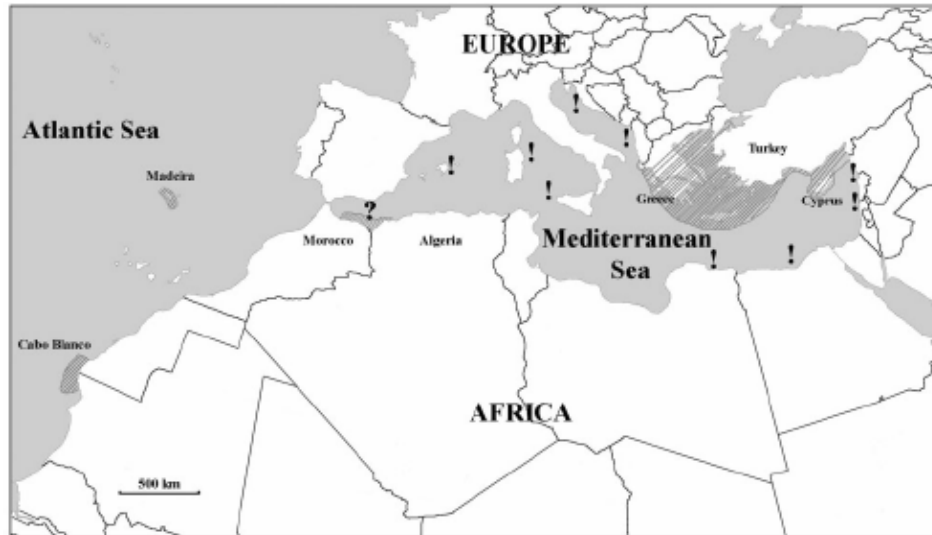 EUROPE
!
Atlantic Sea
!
Turkey
!
!
Madeira
!
!
?
Greece
Cyprus
!
Morocco
Algeria
Mediterranean
Sea
!
!
Cabo Blanco
AFRICA
500 km